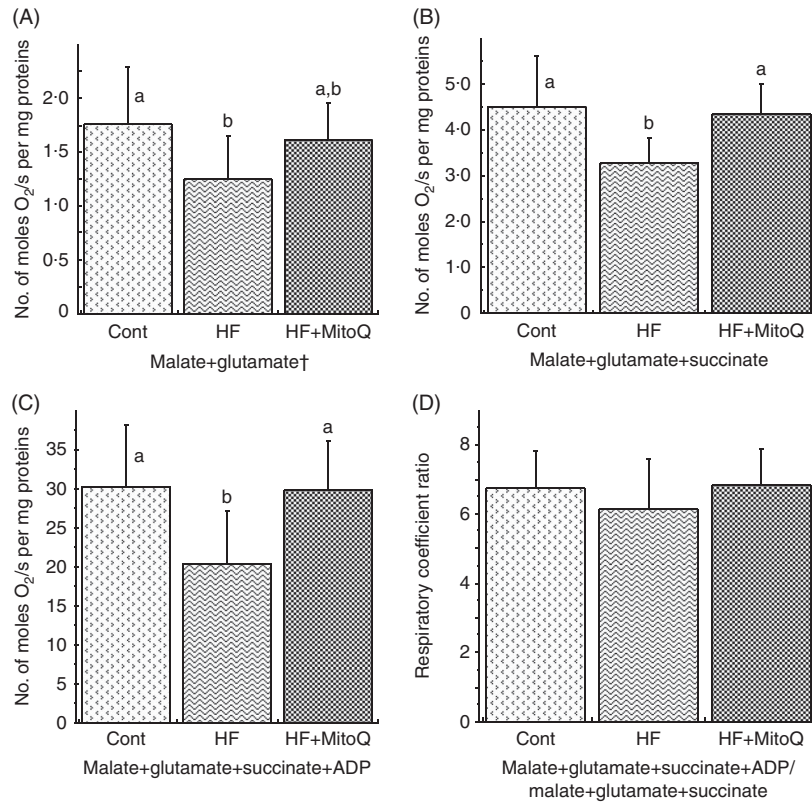 (A)
No. of moles O₂/s per mg proteins
2·0
1·5
1·0
0·5
0
a
b
a,b
Cont HF HF+MitoQ
Malate+glutamate†
(B)
No. of moles O₂/s per mg proteins
5·0
4·0
3·0
2·0
1·0
0
a
b
a
Cont HF HF+MitoQ
Malate+glutamate+succinate
(C)
No. of moles O₂/s per mg proteins
35
30
25
20
15
10
5
0
a
b
a
Cont HF HF+MitoQ
Malate+glutamate+succinate+ADP
(D)
Respiratory coefficient ratio
8
6
4
2
0
Cont HF HF+MitoQ
Malate+glutamate+succinate+ADP/
malate+glutamate+succinate